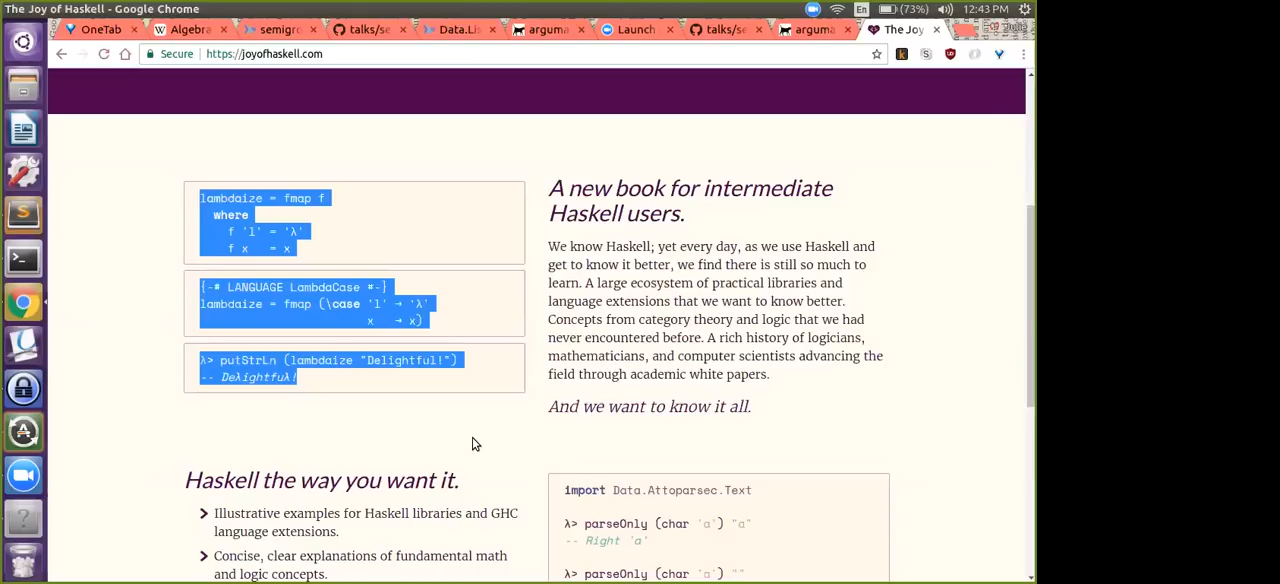 The Joy of Haskell - Google Chrome
En
(73%)
12:43 PM
OneTab
Algebra
semigro
talks/se
Data.Lis
arguma
Launch
talks/se
arguma
The Joy
Secure
https://joyofhaskell.com
lambdaize = fmap f
where
f 'l' = 'λ'
f x = x
{-# LANGUAGE LambdaCase #-}
lambdaize = fmap (\case 'l' → 'λ'
x → x)
λ> putStrLn (lambdaize "Delightful!")
-- Deλightfuλ!
A new book for intermediate
Haskell users.
We know Haskell; yet every day, as we use Haskell and
get to know it better, we find there is still so much to
learn. A large ecosystem of practical libraries and
language extensions that we want to know better.
Concepts from category theory and logic that we had
never encountered before. A rich history of logicians,
mathematicians, and computer scientists advancing the
field through academic white papers.
And we want to know it all.
Haskell the way you want it.
Illustrative examples for Haskell libraries and GHC
language extensions.
Concise, clear explanations of fundamental math
and logic concepts.
import Data.Attoparsec.Text
λ> parseOnly (char 'a') "a"
-- Right 'a'
λ> parseOnly (char 'a') ""